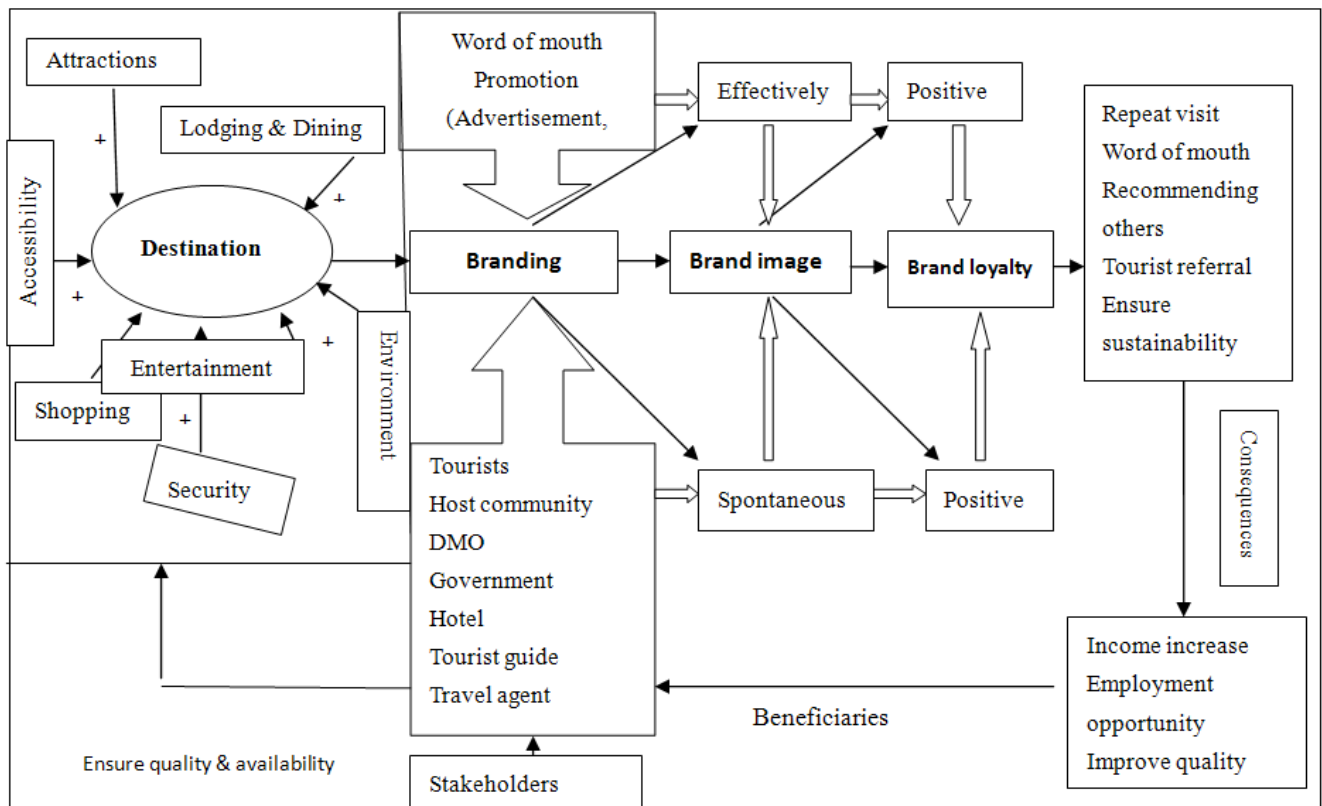 Attractions
+
Lodging & Dining
+
Accessibility
+
Destination
Shopping
Entertainment
+
+
Security
Environment
Word of mouth
Promotion
(Advertisement,
Branding
Effectively
Positive
Brand image
Brand loyalty
Spontaneous
Positive
Repeat visit
Word of mouth
Recommending
others
Tourist referral
Ensure
sustainability
Consequences
Tourists
Host community
DMO
Government
Hotel
Tourist guide
Travel agent
Income increase
Employment
opportunity
Improve quality
Beneficiaries
Ensure quality & availability
Stakeholders